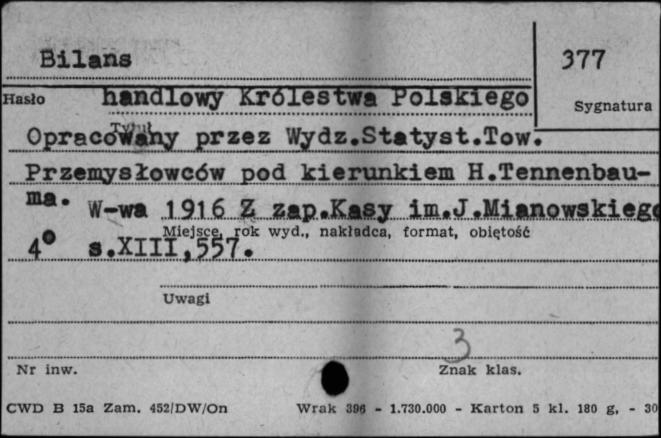 Bilans
377
Hasło
handlowy Królestwa Polskiego
Sygnatura
Tytuł
Opracowany przez Wydz.Statyst.Tow.
Przemysłowców pod kierunkiem H.Tennenbau-
ma.
W-wa 1916 Z zap.Kasy im.J.Mianowskiego
Miejsce, rok wyd., nakładca, format, objętość
4° s.XIII,557.
Uwagi
3
Nr inw.
Znak klas.
CWD B 15a Zam. 452/DW/On
Wrak 396 - 1.730.000 - Karton 5 kl. 180 g, - 30